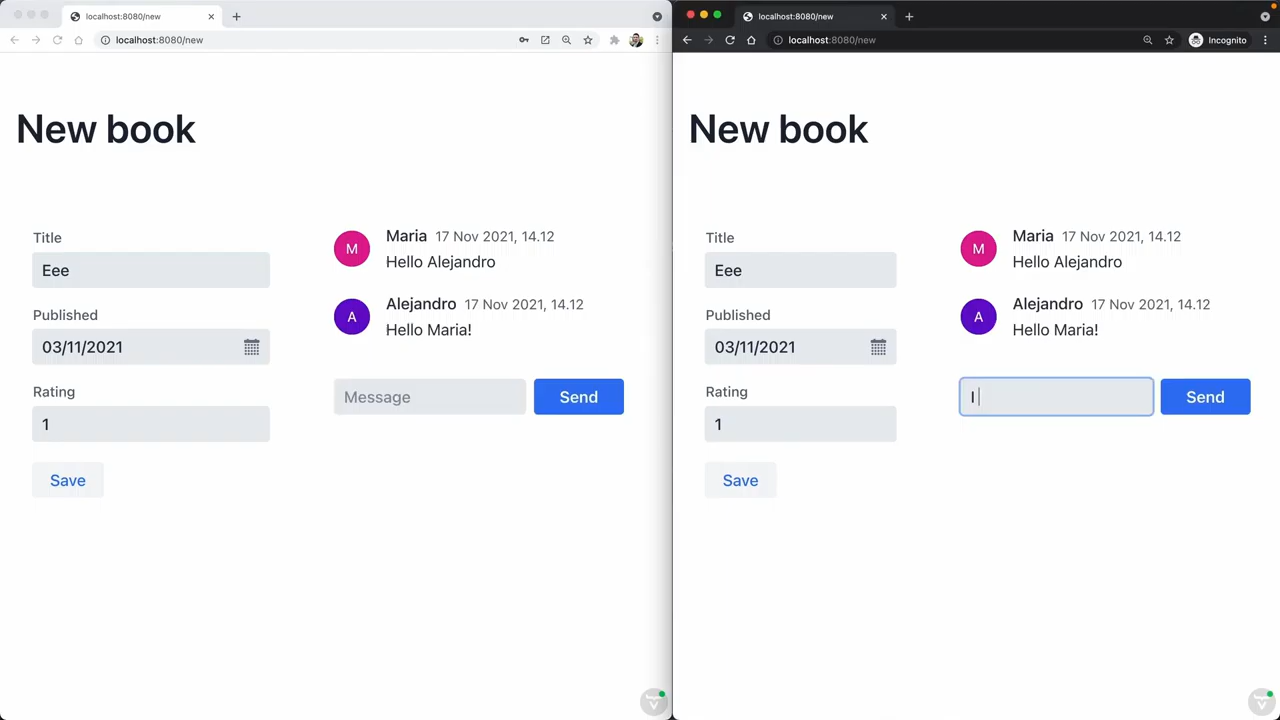 localhost:8080/new
localhost:8080/new
New book
Title
Eee
Published
03/11/2021
Rating
1
Save
M
Maria 17 Nov 2021, 14.12
Hello Alejandro
A
Alejandro 17 Nov 2021, 14.12
Hello Maria!
Message
Send
localhost:8080/new
localhost:8080/new
Incognito
New book
Title
Eee
Published
03/11/2021
Rating
1
Save
M
Maria 17 Nov 2021, 14.12
Hello Alejandro
A
Alejandro 17 Nov 2021, 14.12
Hello Maria!
I
Send